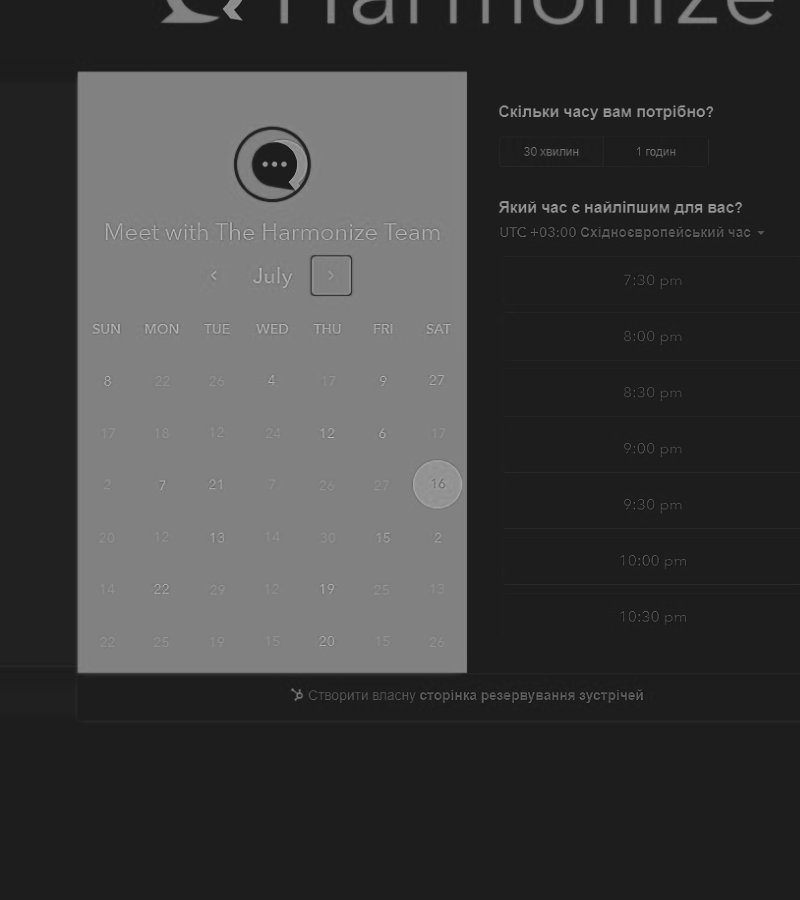 Harmonize
Meet with The Harmonize Team
July
SUN MON TUE WED THU FRI SAT
8 22 26 4 17 9 27
17 18 12 24 12 6 17
2 7 21 7 26 27 16
20 12 13 14 30 15 2
14 22 29 12 19 25 13
22 25 19 15 20 15 26
Скільки часу вам потрібно?
30 хвилин 1 годин
Який час є найліпшим для вас?
UTC +03:00 Східноєвропейський час
7:30 pm
8:00 pm
8:30 pm
9:00 pm
9:30 pm
10:00 pm
10:30 pm
Створити власну сторінка резервування зустрічей